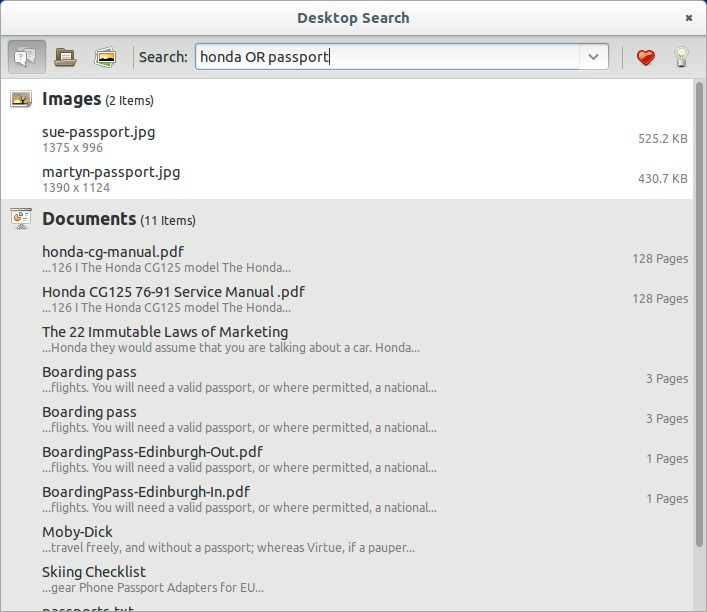 Desktop Search
Search: honda OR passport
Images (2 Items)
sue-passport.jpg
1375 x 996
525.2 KB
martyn-passport.jpg
1390 x 1124
430.7 KB
Documents (11 Items)
honda-cg-manual.pdf
...126 I The Honda CG125 model The Honda...
128 Pages
Honda CG125 76-91 Service Manual .pdf
...126 I The Honda CG125 model The Honda...
128 Pages
The 22 Immutable Laws of Marketing
...Honda they would assume that you are talking about a car. Honda...
Boarding pass
...flights. You will need a valid passport, or where permitted, a national...
3 Pages
Boarding pass
...flights. You will need a valid passport, or where permitted, a national...
3 Pages
BoardingPass-Edinburgh-Out.pdf
...flights. You will need a valid passport, or where permitted, a national...
1 Pages
BoardingPass-Edinburgh-In.pdf
...flights. You will need a valid passport, or where permitted, a national...
1 Pages
Moby-Dick
...travel freely, and without a passport; whereas Virtue, if a pauper...
Skiing Checklist
...gear Phone Passport Adapters for EU...
passports.txt